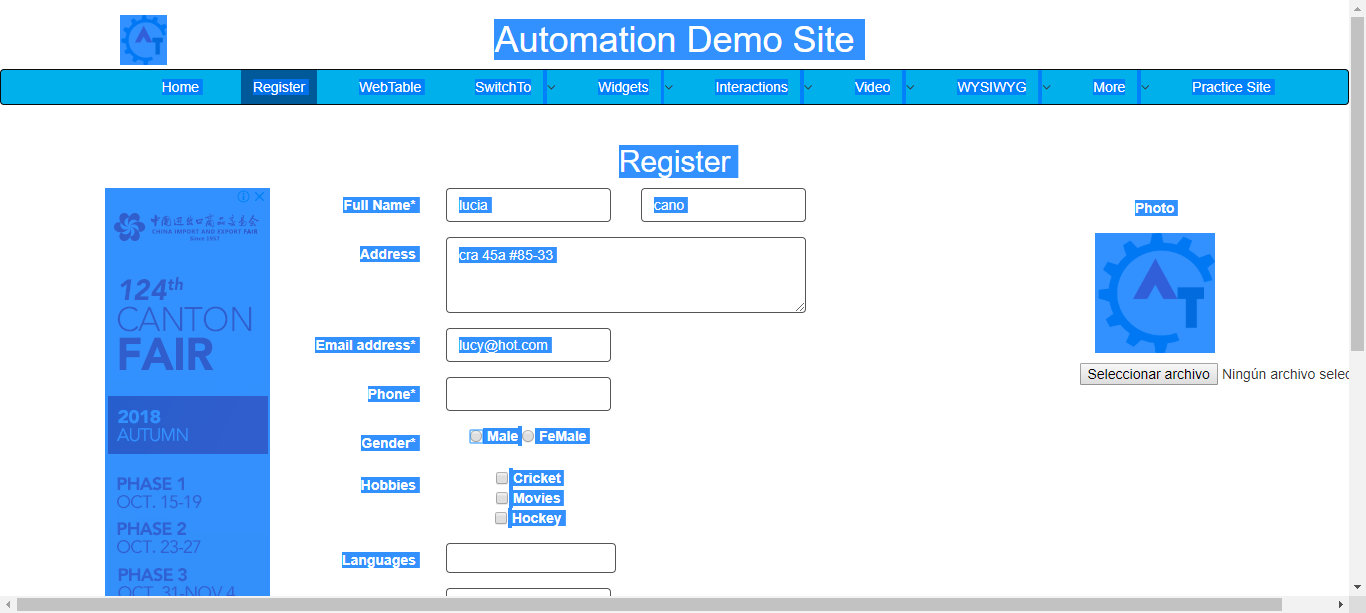 Automation Demo Site
Home Register WebTable SwitchTo Widgets Interactions Video WYSIWYG More Practice Site
Register
Full Name* lucia cano
Address cra 45a #85-33
Email address* lucy@hot.com
Phone*
Gender* Male FeMale
Hobbies Cricket
Movies
Hockey
Languages
Photo
AT
Seleccionar archivo Ningún archivo selec
中国进出口商品交易会
CHINA IMPORT AND EXPORT FAIR
Since 1957
124th
CANTON
FAIR
2018
AUTUMN
PHASE 1
OCT. 15-19
PHASE 2
OCT. 23-27
PHASE 3
OCT. 31-NOV. 4